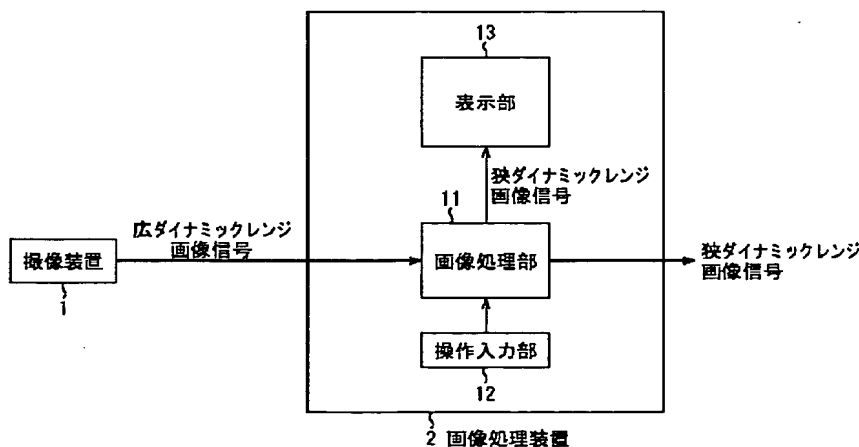 13
表示部
狭ダイナミックレンジ
画像信号
11
広ダイナミックレンジ
画像信号
撮像装置
1
画像処理部
狭ダイナミックレンジ
画像信号
操作入力部
12
2 画像処理装置